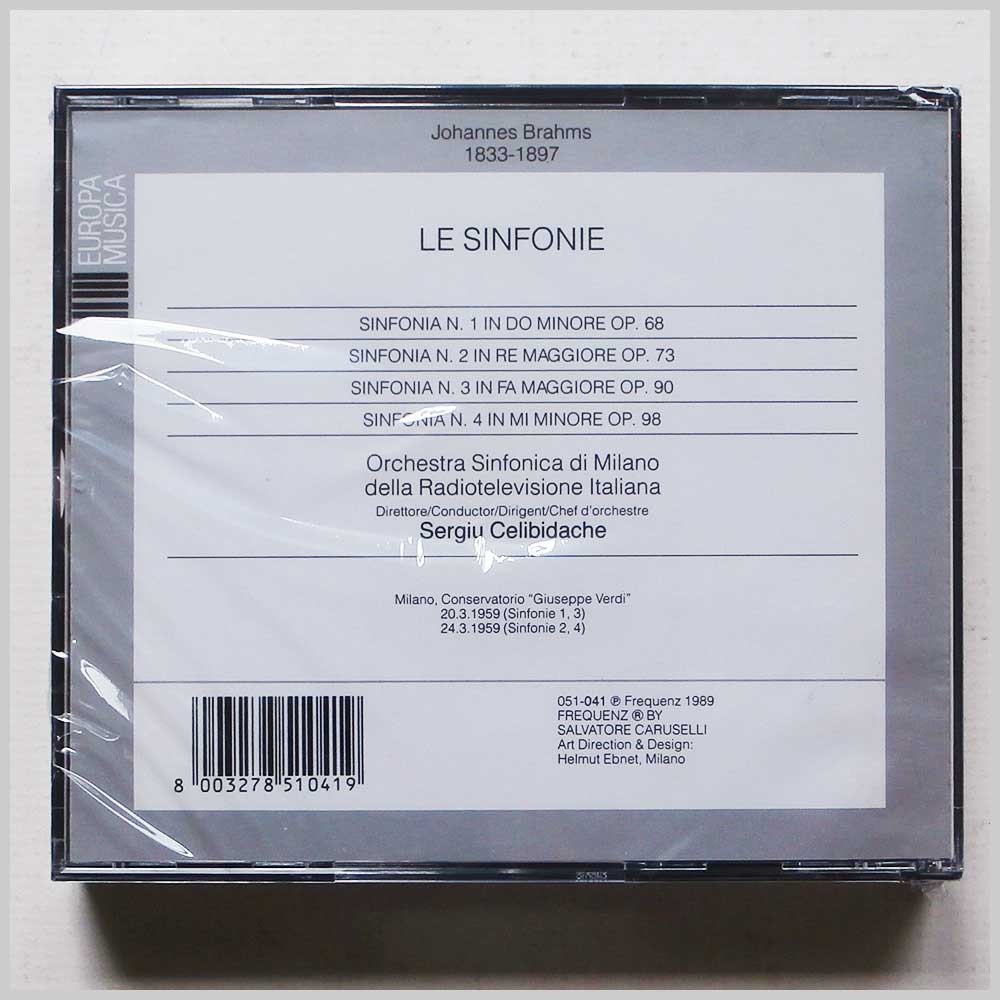 Johannes Brahms
1833-1897
EUROPA
MUSICA
LE SINFONIE
SINFONIA N. 1 IN DO MINORE OP. 68
SINFONIA N. 2 IN RE MAGGIORE OP. 73
SINFONIA N. 3 IN FA MAGGIORE OP. 90
SINFONIA N. 4 IN MI MINORE OP. 98
Orchestra Sinfonica di Milano
della Radiotelevisione Italiana
Direttore/Conductor/Dirigent/Chef d'orchestre
Sergiu Celibidache
Milano, Conservatorio "Giuseppe Verdi"
20.3.1959 (Sinfonie 1, 3)
24.3.1959 (Sinfonie 2, 4)
051-041 ℗ Frequenz 1989
FREQUENZ ® BY
SALVATORE CARUSELLI
Art Direction & Design:
Helmut Ebnet, Milano
8 003278 510419